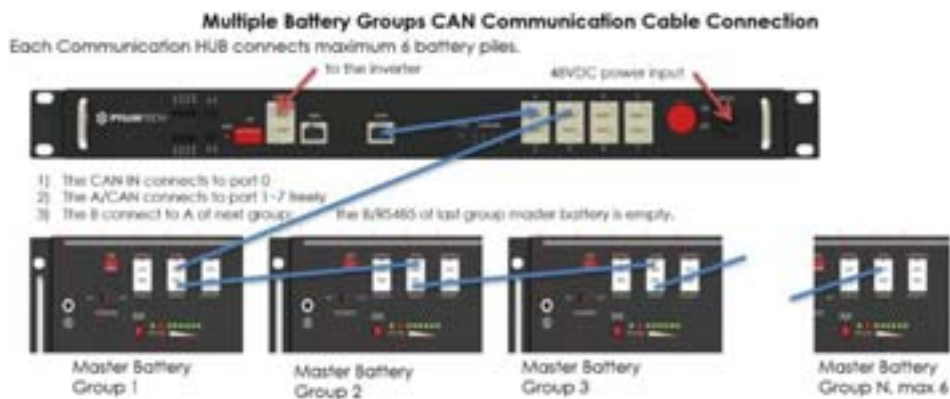 Multiple Battery Groups CAN Communication Cable Connection
Each Communication HUB connects maximum 6 battery piles.
to the inverter
48VDC power input
PYLONTECH
1) The CAN IN connects to port 0
2) The A/CAN connects to port 1~7 freely
3) The B connect to A of next group; the B/RS485 of last group master battery is empty.
Master Battery
Group 1
Master Battery
Group 2
Master Battery
Group 3
Master Battery
Group N, max 6